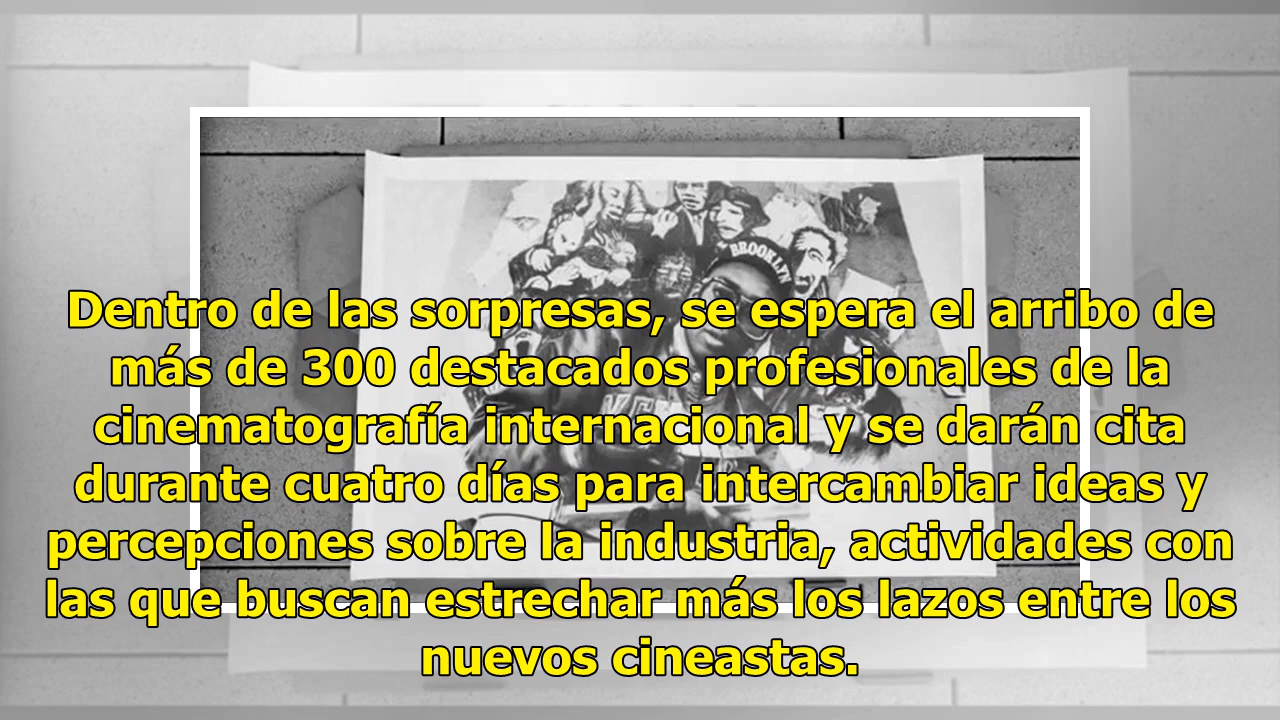 BROOKLYN
Dentro de las sorpresas, se espera el arribo de
más de 300 destacados profesionales de la
cinematografía internacional y se darán cita
durante cuatro días para intercambiar ideas y
percepciones sobre la industria, actividades con
las que buscan estrechar más los lazos entre los
nuevos cineastas.